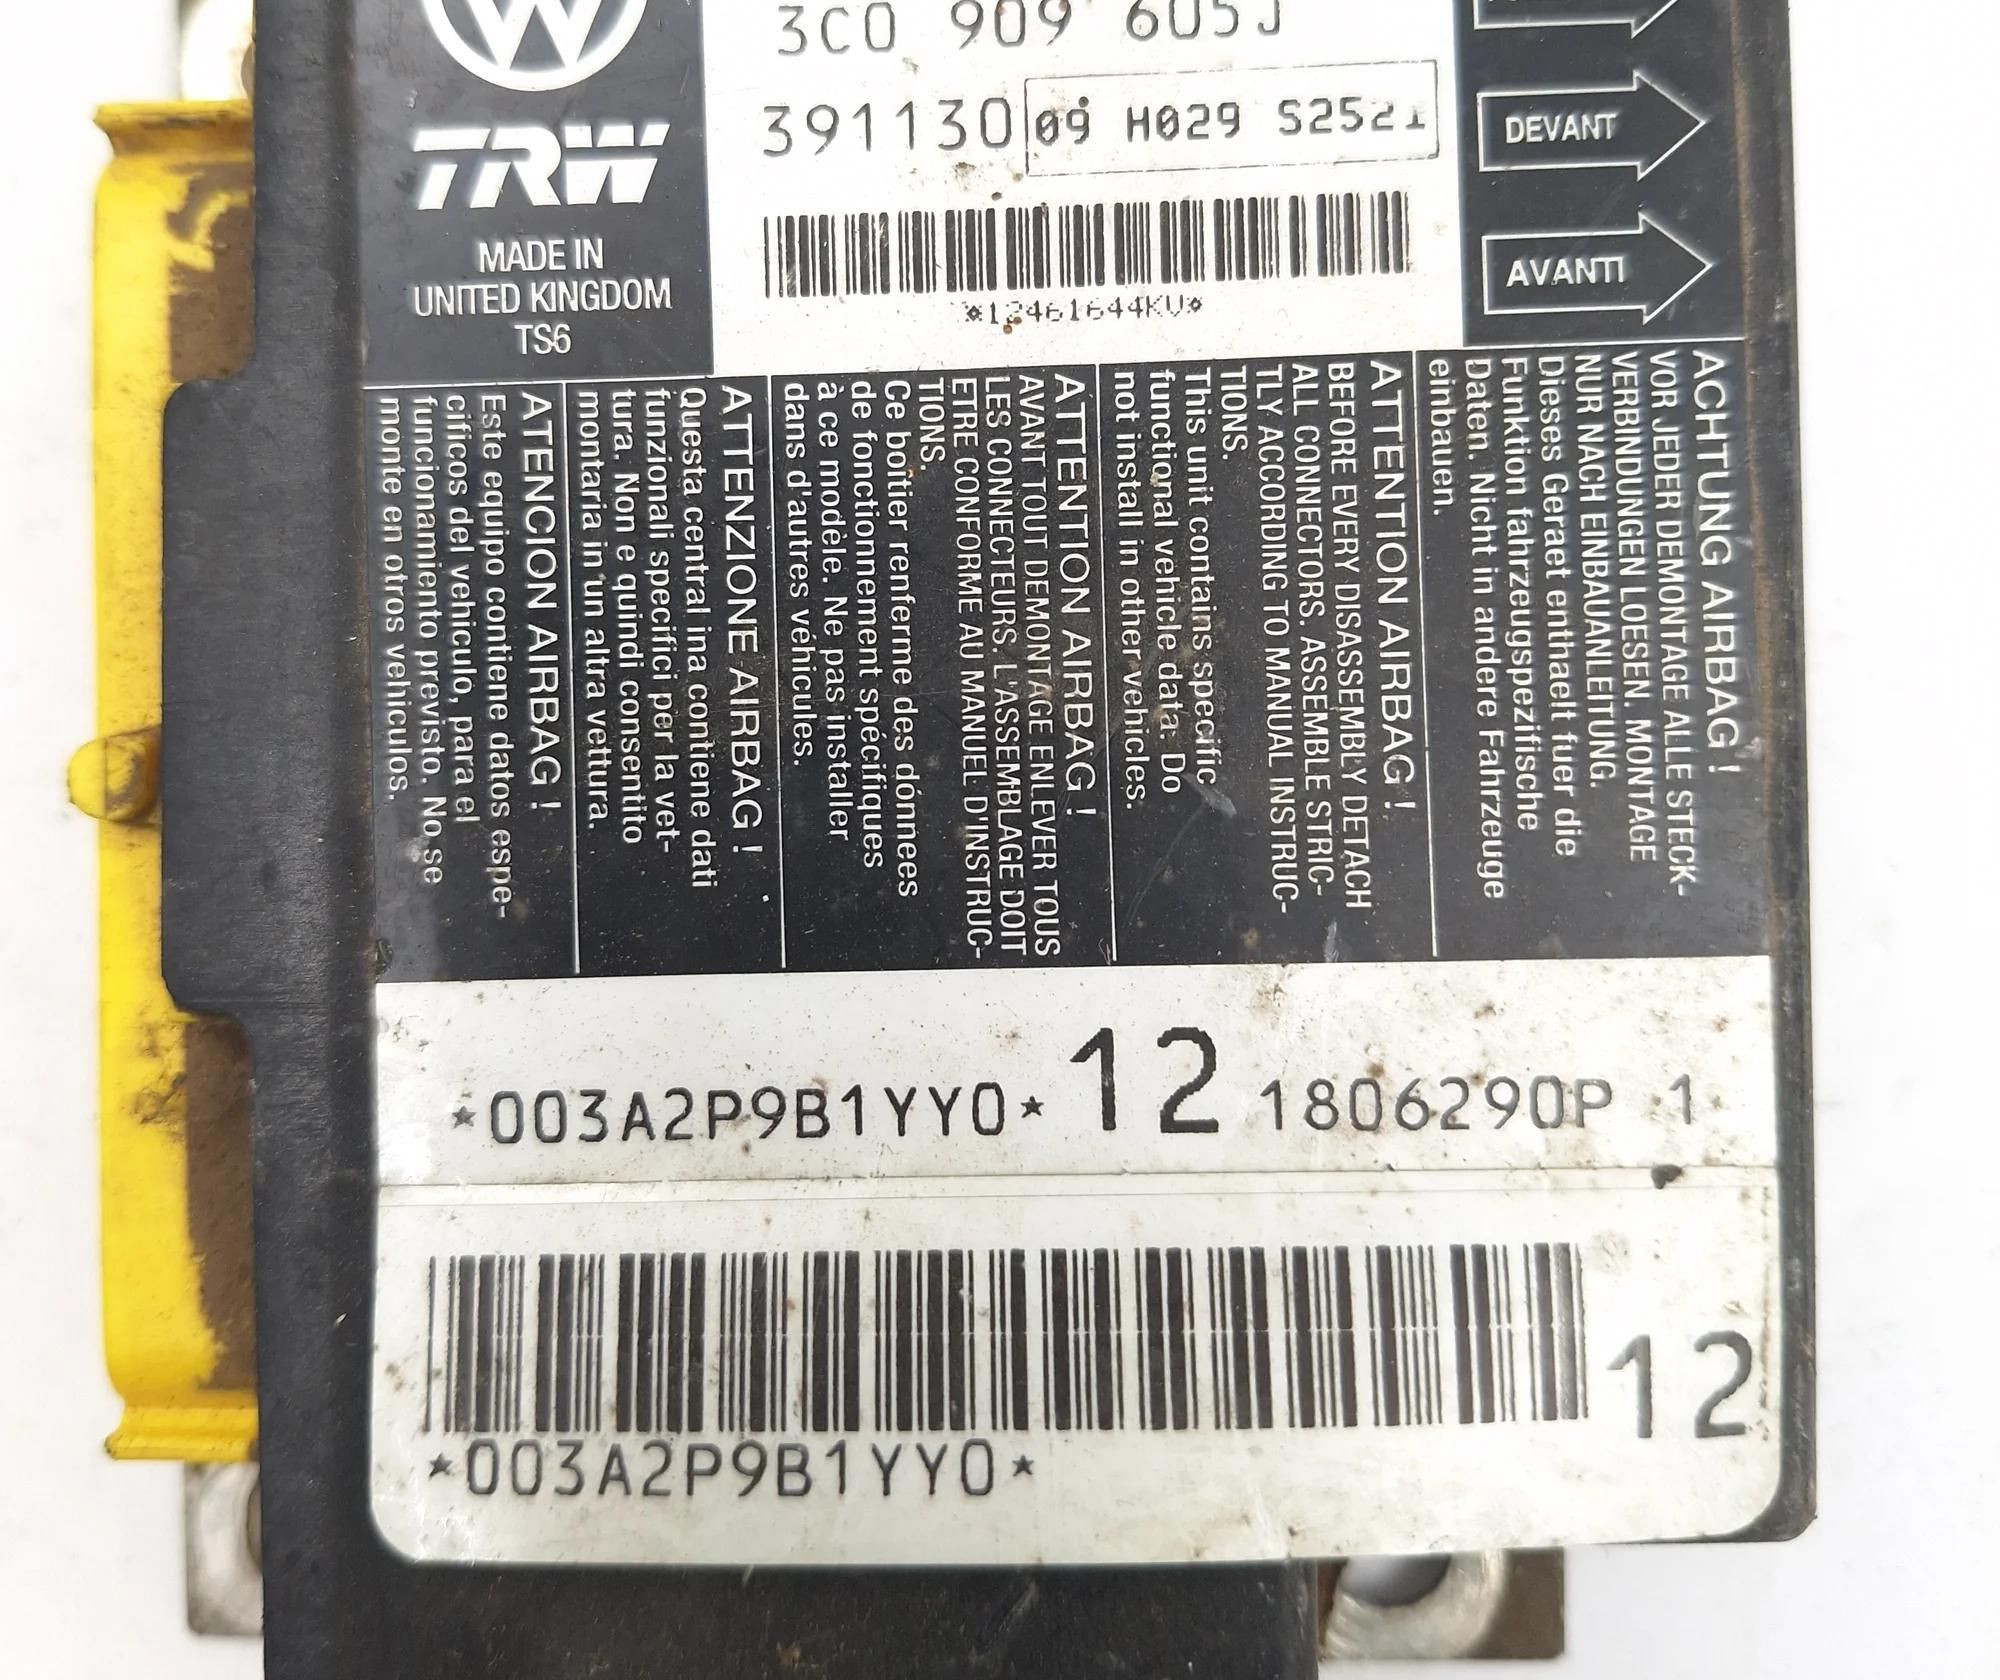 3C0 909 605J
391130 09 H029 S2521
DEVANT
TRW
MADE IN
UNITED KINGDOM
TS6
AVANTI
*12461644KV*
ACHTUNG AIRBAG !
VOR JEDER DEMONTAGE ALLE STECK-
VERBINDUNGEN LOESEN. MONTAGE
NUR NACH EINBAUANLEITUNG.
Dieses Geraet enthaelt fuer die
Funktion fahrzeugspezifische
Daten. Nicht in andere Fahrzeuge
einbauen.
ATTENTION AIRBAG !
BEFORE EVERY DISASSEMBLY DETACH
ALL CONNECTORS. ASSEMBLE STRIC-
TLY ACCORDING TO MANUAL INSTRUC-
TIONS.
This unit contains specific
functional vehicle data. Do
not install in other vehicles.
ATTENTION AIRBAG !
AVANT TOUT DEMONTAGE ENLEVER TOUS
LES CONNECTEURS. L'ASSEMBLAGE DOIT
ETRE CONFORME AU MANUEL D'INSTRUC-
TIONS.
Ce boîtier renferme des dónnées
de fonctionnement spécifiques
à ce modèle. Ne pas installer
dans d'autres véhicules.
ATTENZIONE AIRBAG !
Questa central ina contiene dati
funzionali specifici per la vet-
tura. Non e quindi consentito
montaria in un altra vettura.
ATENCION AIRBAG !
Este equipo contiene datos espe-
cificos del vehiculo, para el
funcionamiento previsto. No se
monte en otros vehiculos.
*003A2P9B1YY0* 12 1806290P 1
12
*003A2P9B1YY0*